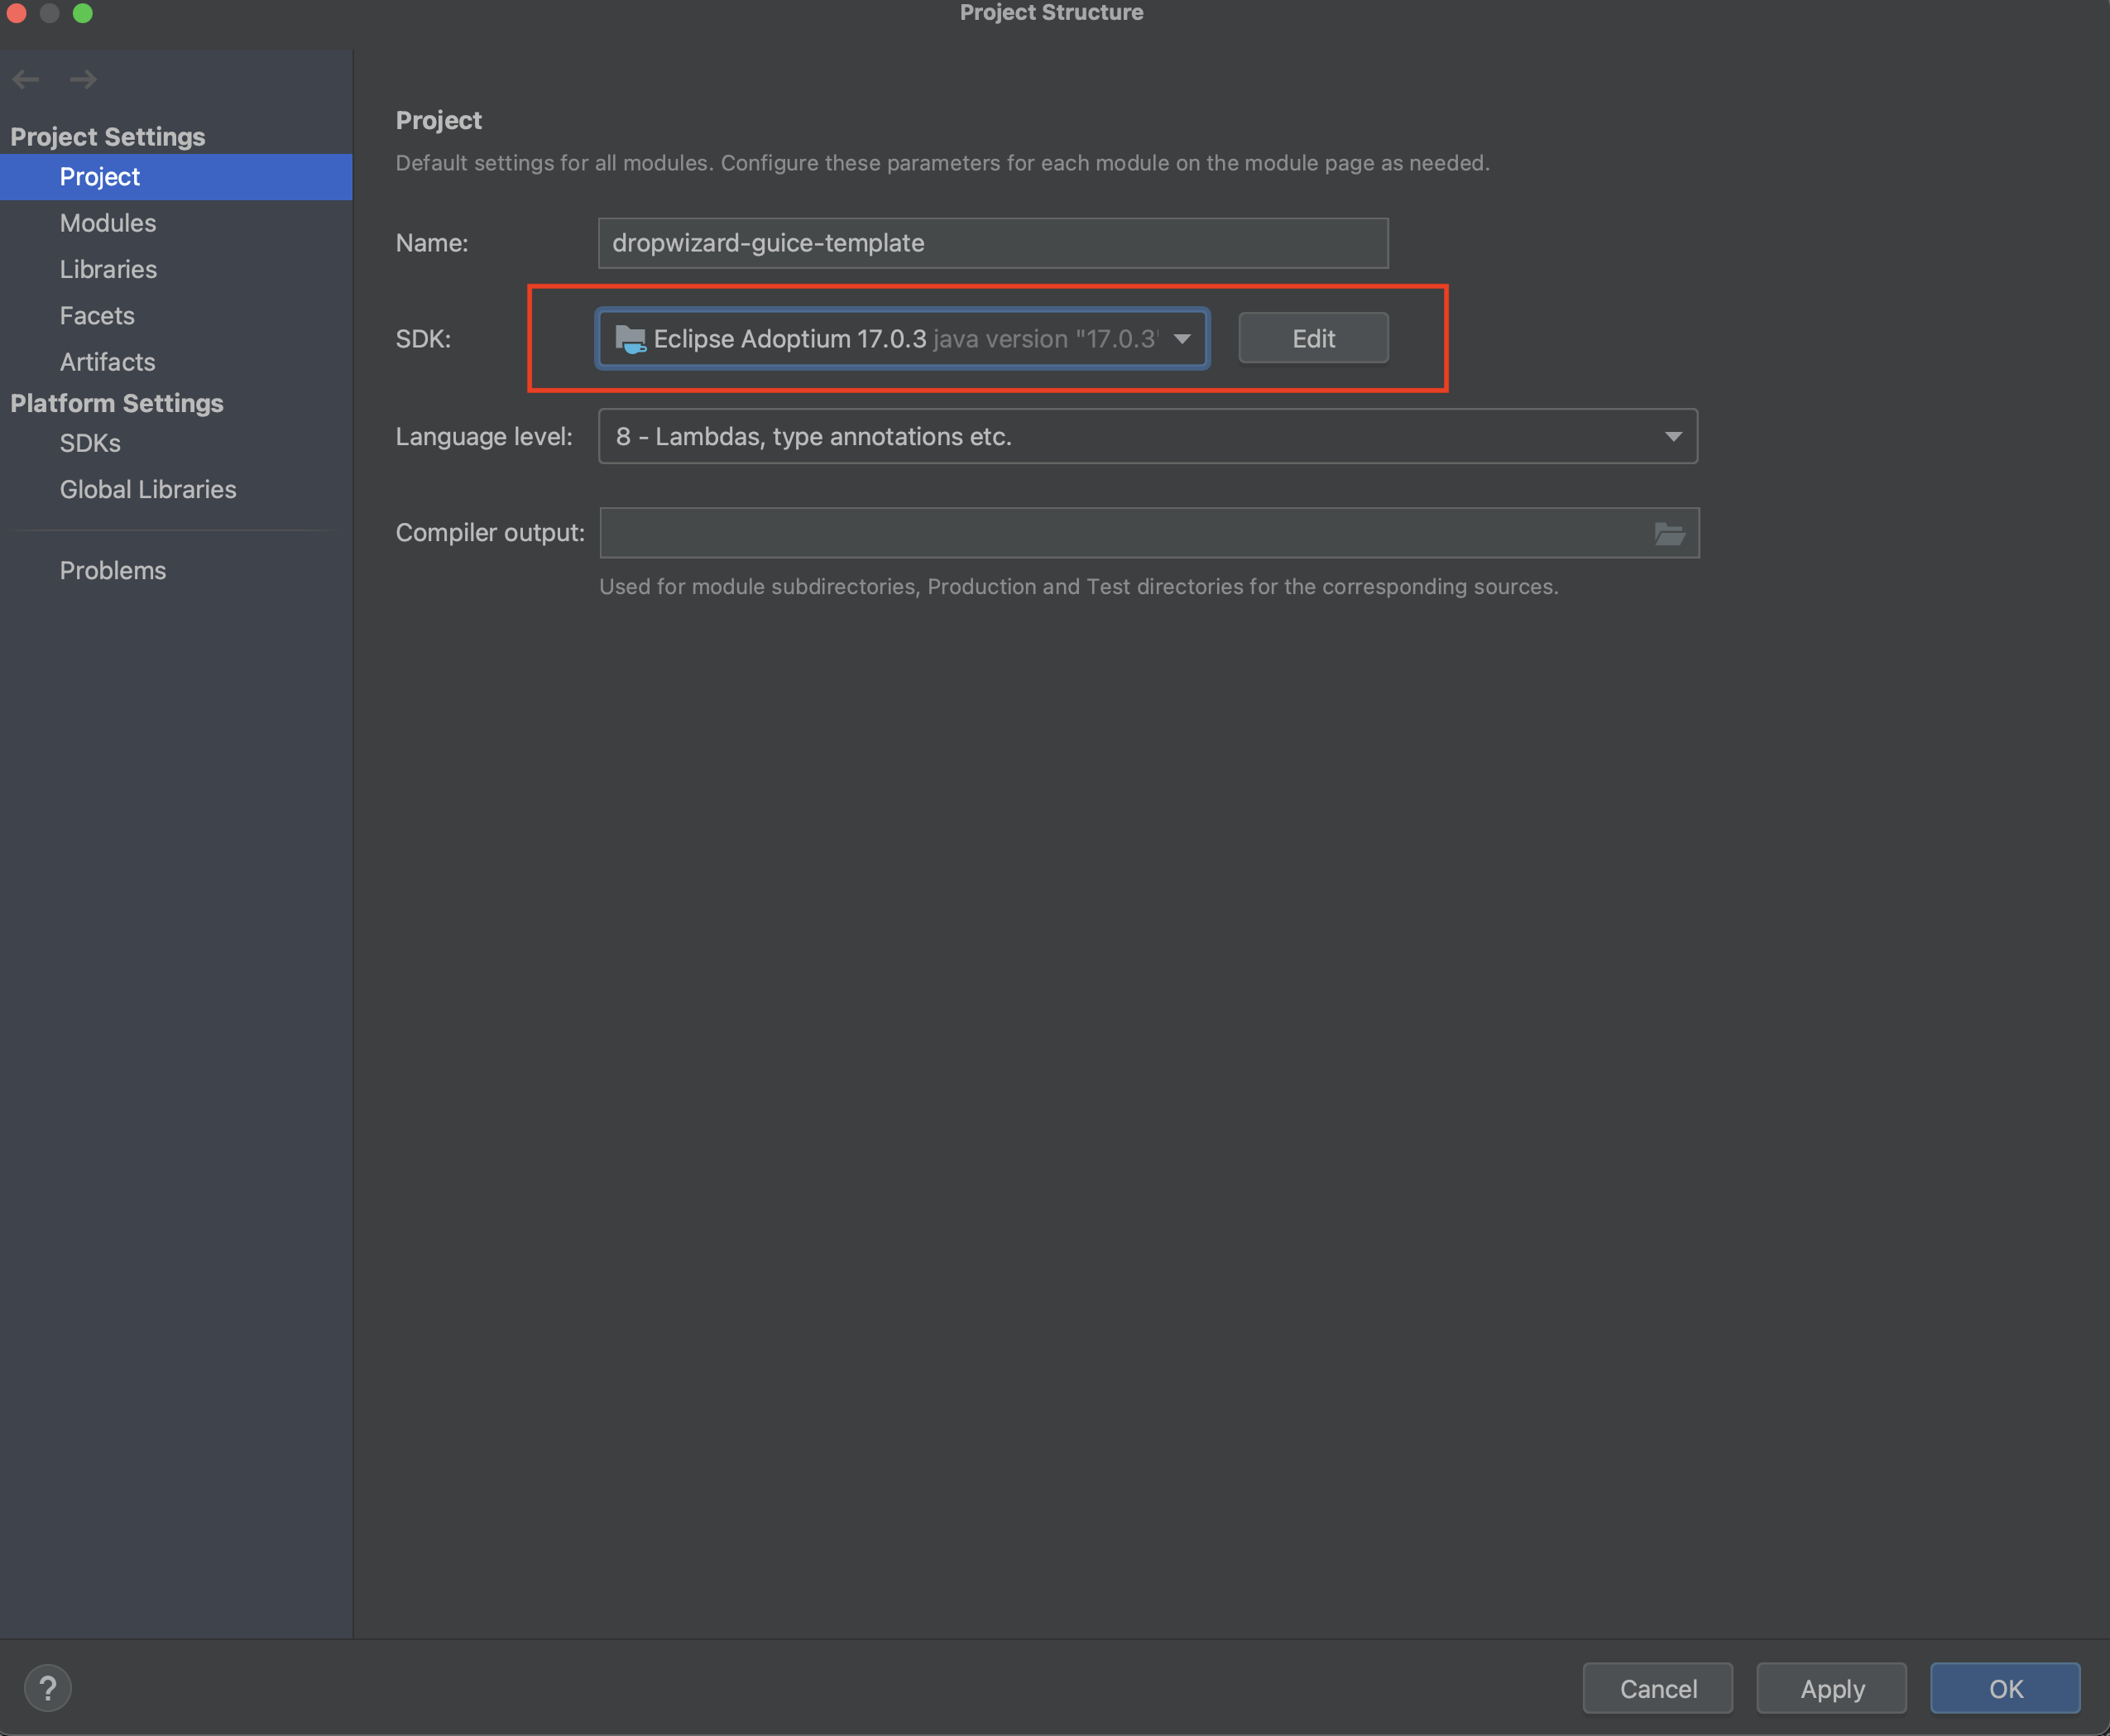 Project Structure
Project Settings
Project
Modules
Libraries
Facets
Artifacts
Platform Settings
SDKs
Global Libraries
Problems
Project
Default settings for all modules. Configure these parameters for each module on the module page as needed.
Name: dropwizard-guice-template
SDK: Eclipse Adoptium 17.0.3 java version "17.0.3' Edit
Language level: 8 - Lambdas, type annotations etc.
Compiler output:
Used for module subdirectories, Production and Test directories for the corresponding sources.
? Cancel Apply OK